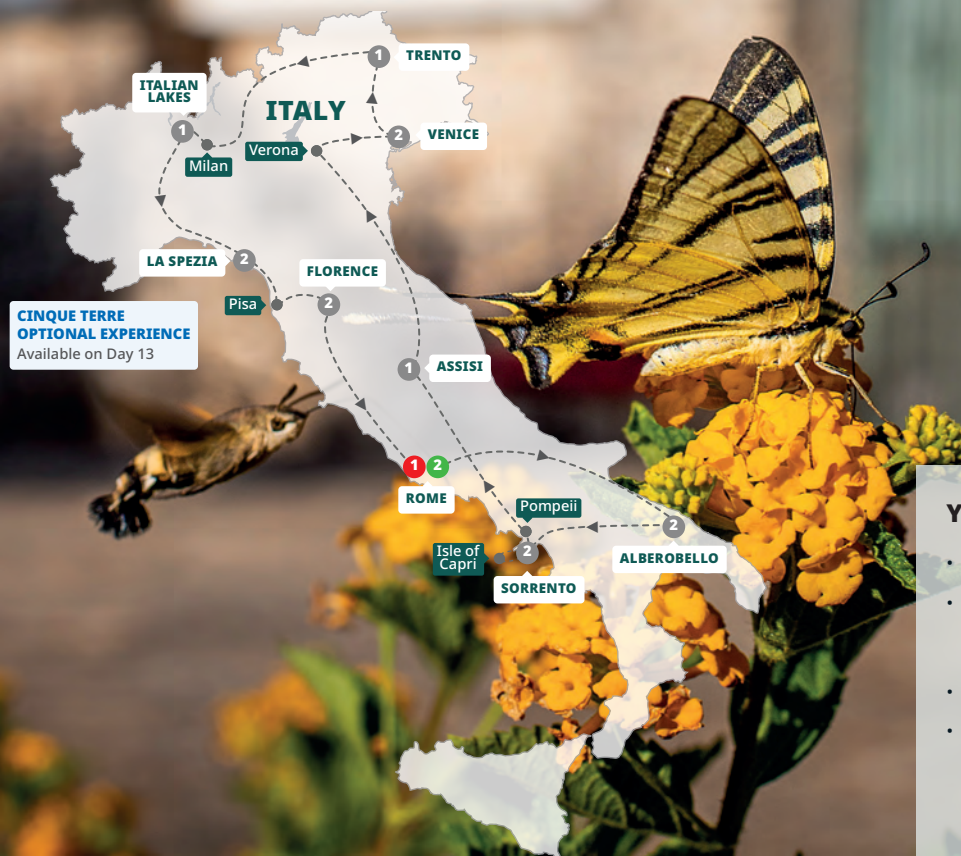 1
TRENTO
ITALIAN
LAKES
ITALY
1
2
VENICE
Verona
Milan
LA SPEZIA
2
FLORENCE
Pisa
2
CINQUE TERRE
OPTIONAL EXPERIENCE
Available on Day 13
1
ASSISI
1
2
ROME
Pompeii
2
Isle of
Capri
2
ALBEROBELLO
SORRENTO
Y